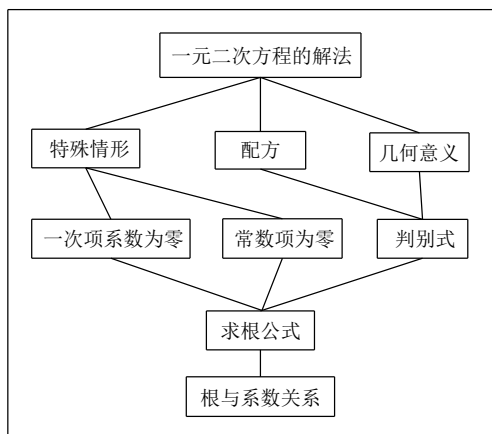 一元二次方程的解法
特殊情形
配方
几何意义
一次项系数为零
常数项为零
判别式
求根公式
根与系数关系